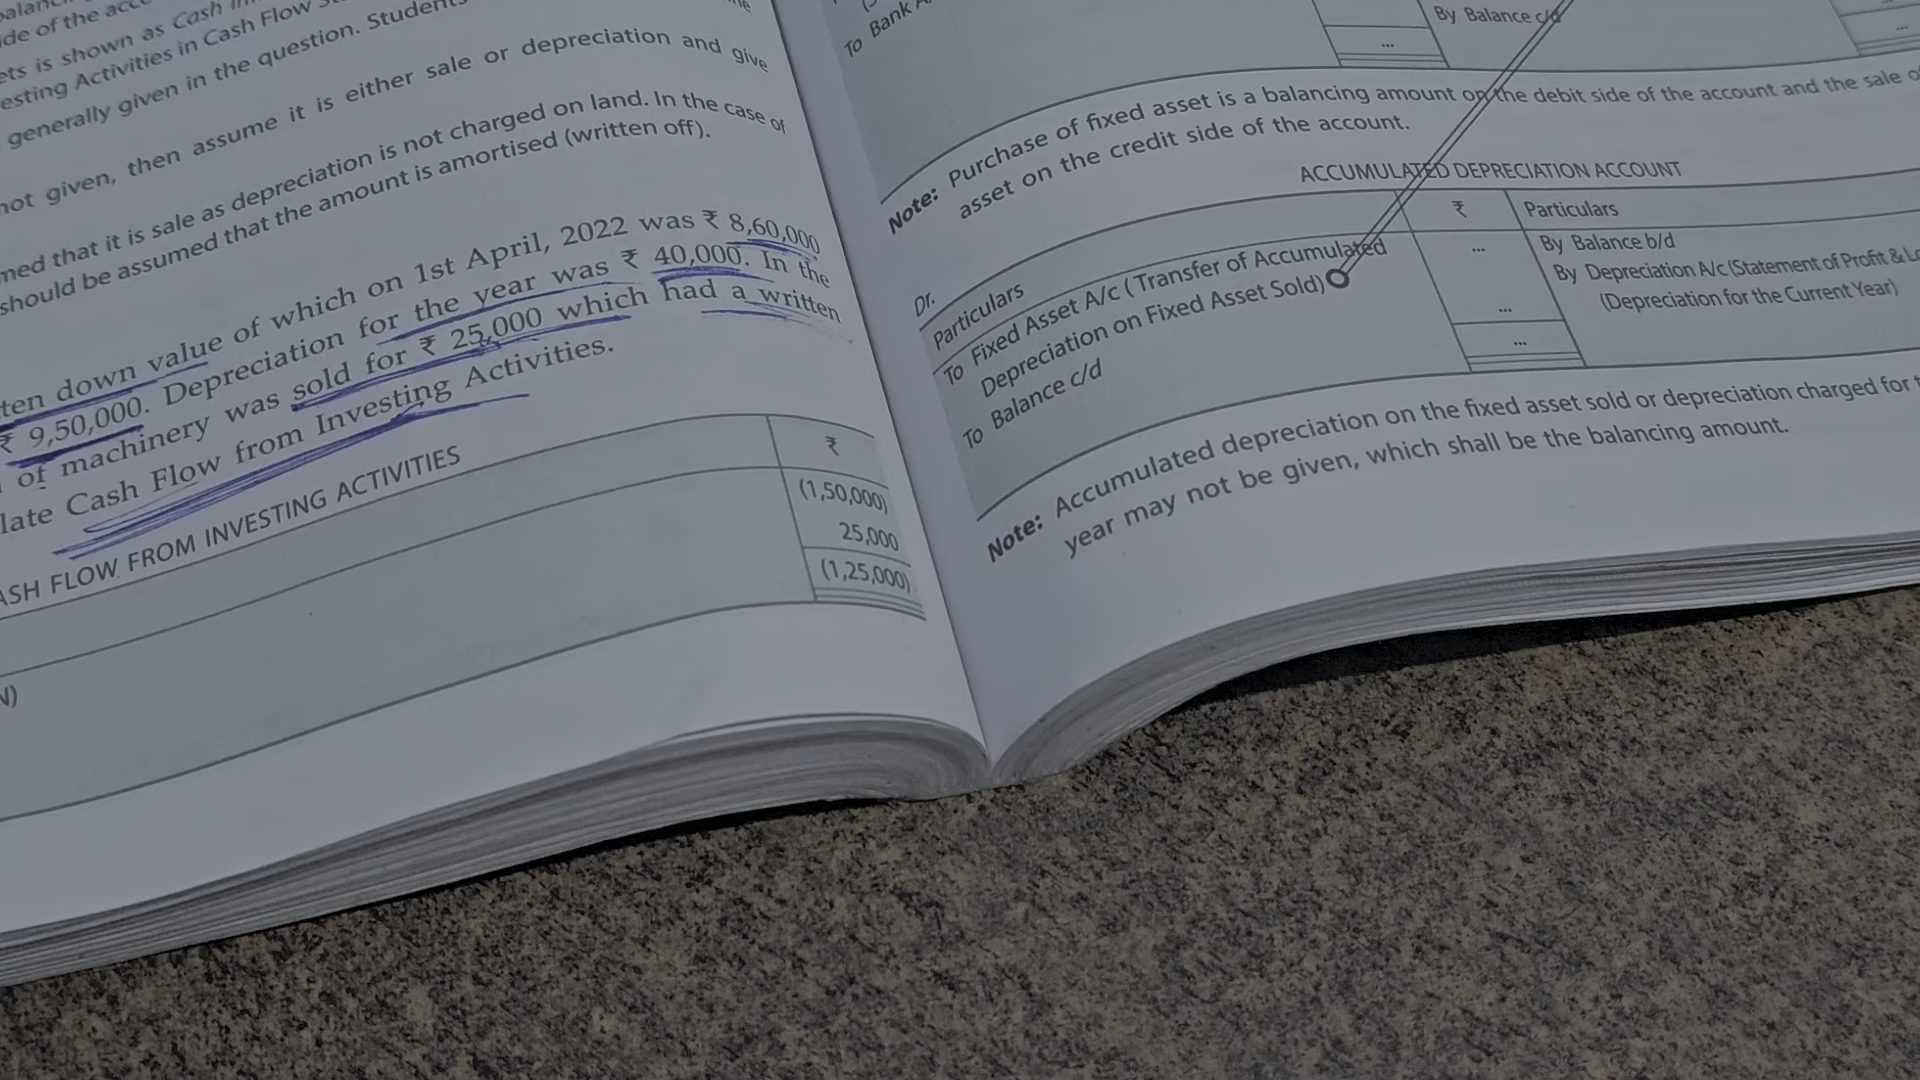 ide of the acc
ets is shown as Cash In
esting Activities in Cash Flow
generally given in the question. Student
not given, then assume it is either sale or depreciation and give
med that it is sale as depreciation is not charged on land. In the case of
should be assumed that the amount is amortised (written off).
ten down value of which on 1st April, 2022 was ₹ 8,60,000
₹ 9,50,000. Depreciation for the year was ₹ 40,000. In the
of machinery was sold for ₹ 25,000 which had a written
late Cash Flow from Investing Activities.
ASH FLOW FROM INVESTING ACTIVITIES
₹
(1,50,000)
25,000
(1,25,000)
To Bank A
By Balance c/d
...
...
Note: Purchase of fixed asset is a balancing amount on the debit side of the account and the sale of
asset on the credit side of the account.
ACCUMULATED DEPRECIATION ACCOUNT
Dr.
Particulars ₹ Particulars
To Fixed Asset A/c (Transfer of Accumulated ... By Balance b/d
Depreciation on Fixed Asset Sold) By Depreciation A/c (Statement of Profit & Lo
To Balance c/d ... (Depreciation for the Current Year)
...
Note: Accumulated depreciation on the fixed asset sold or depreciation charged for t
year may not be given, which shall be the balancing amount.